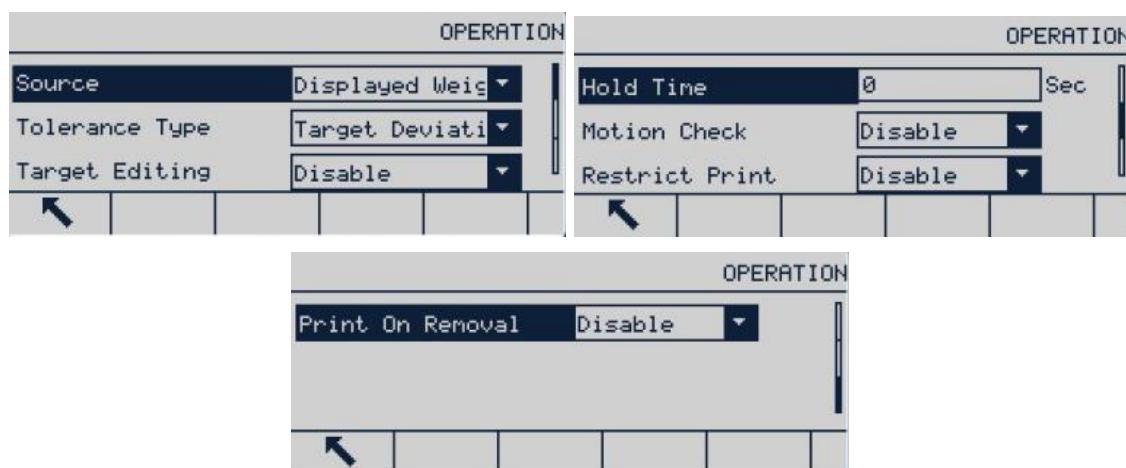 OPERATION
Source Displayed Weig
Tolerance Type Target Deviati
Target Editing Disable
OPERATION
Hold Time 0 Sec
Motion Check Disable
Restrict Print Disable
OPERATION
Print On Removal Disable